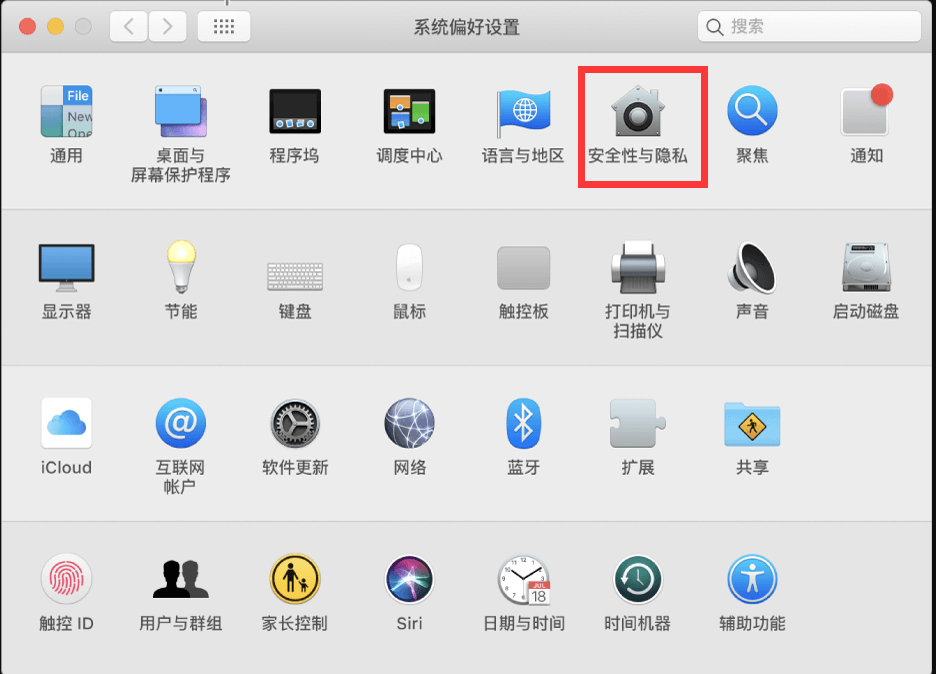 系统偏好设置
搜索
File
New
Ope
通用
桌面与
屏幕保护程序
程序坞
调度中心
语言与地区
安全性与隐私
聚焦
通知
显示器
节能
键盘
鼠标
触控板
打印机与
扫描仪
声音
启动磁盘
iCloud
互联网
帐户
软件更新
网络
蓝牙
扩展
共享
触控 ID
用户与群组
家长控制
Siri
日期与时间
JUL
18
时间机器
辅助功能